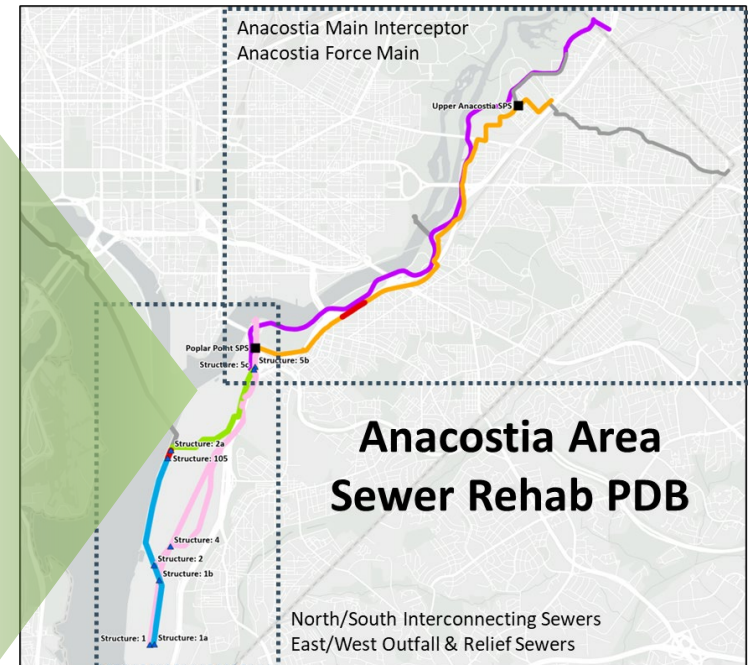 Anacostia Main Interceptor
Anacostia Force Main
Upper Anacostia SPS
Poplar Point SPS
Structure: 5c
Structure: 5b
Structure: 2a
Structure: 105
Structure: 4
Structure: 2
Structure: 1b
Structure: 1
Structure: 1a
Anacostia Area
Sewer Rehab PDB
North/South Interconnecting Sewers
East/West Outfall & Relief Sewers